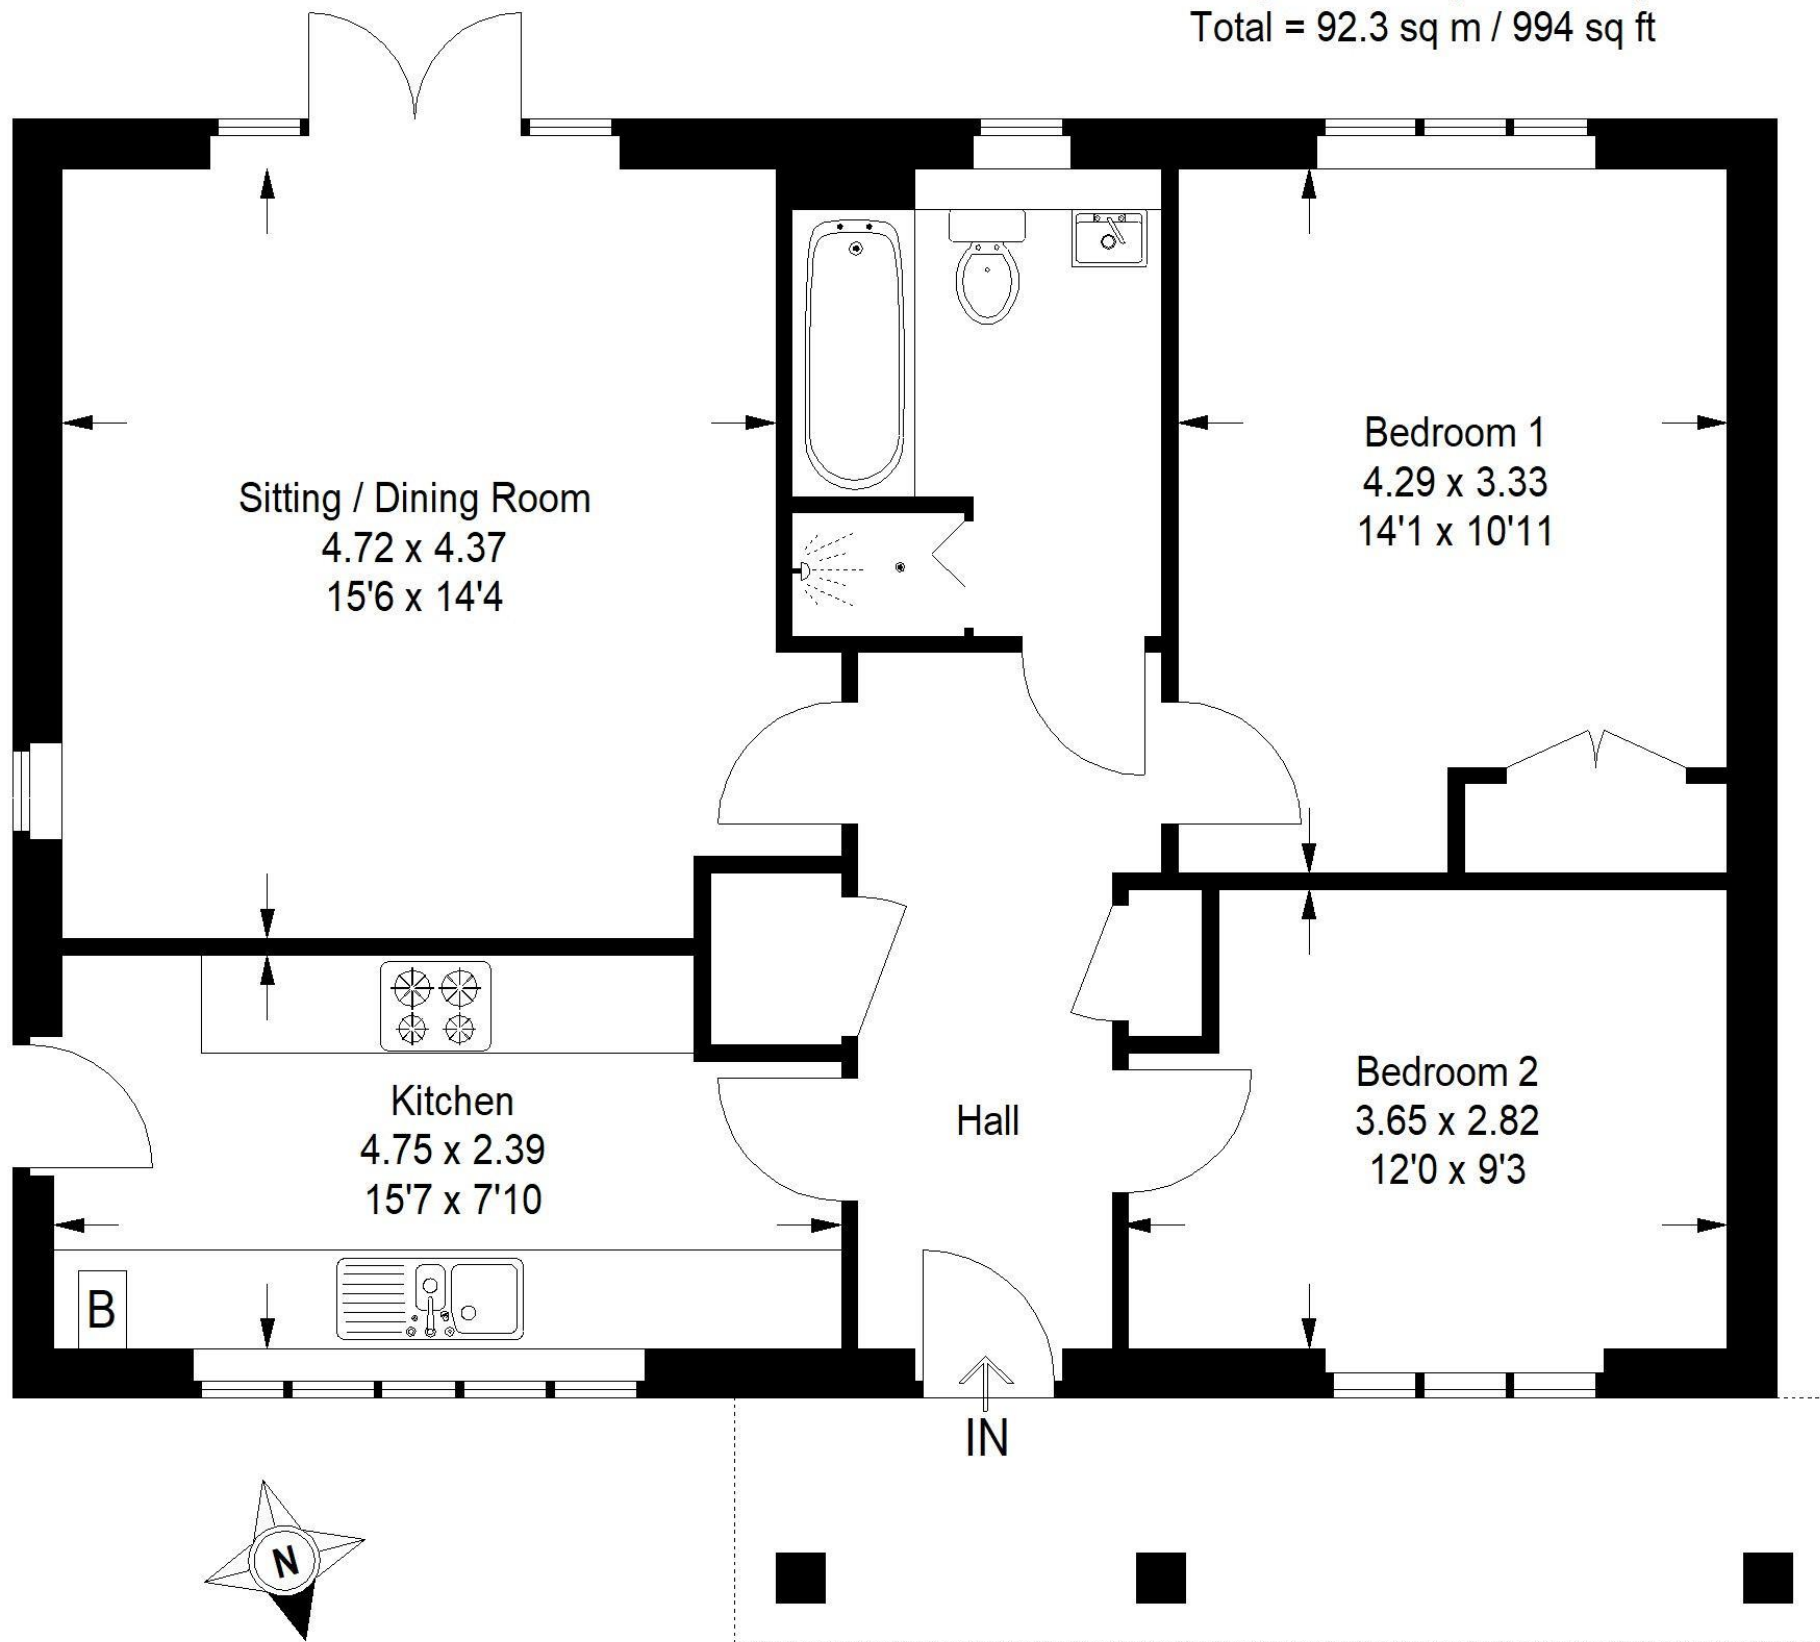 Total = 92.3 sq m / 994 sq ft
Sitting / Dining Room
4.72 x 4.37
15'6 x 14'4
Bedroom 1
4.29 x 3.33
14'1 x 10'11
Kitchen
4.75 x 2.39
15'7 x 7'10
Hall
Bedroom 2
3.65 x 2.82
12'0 x 9'3
B
IN
N